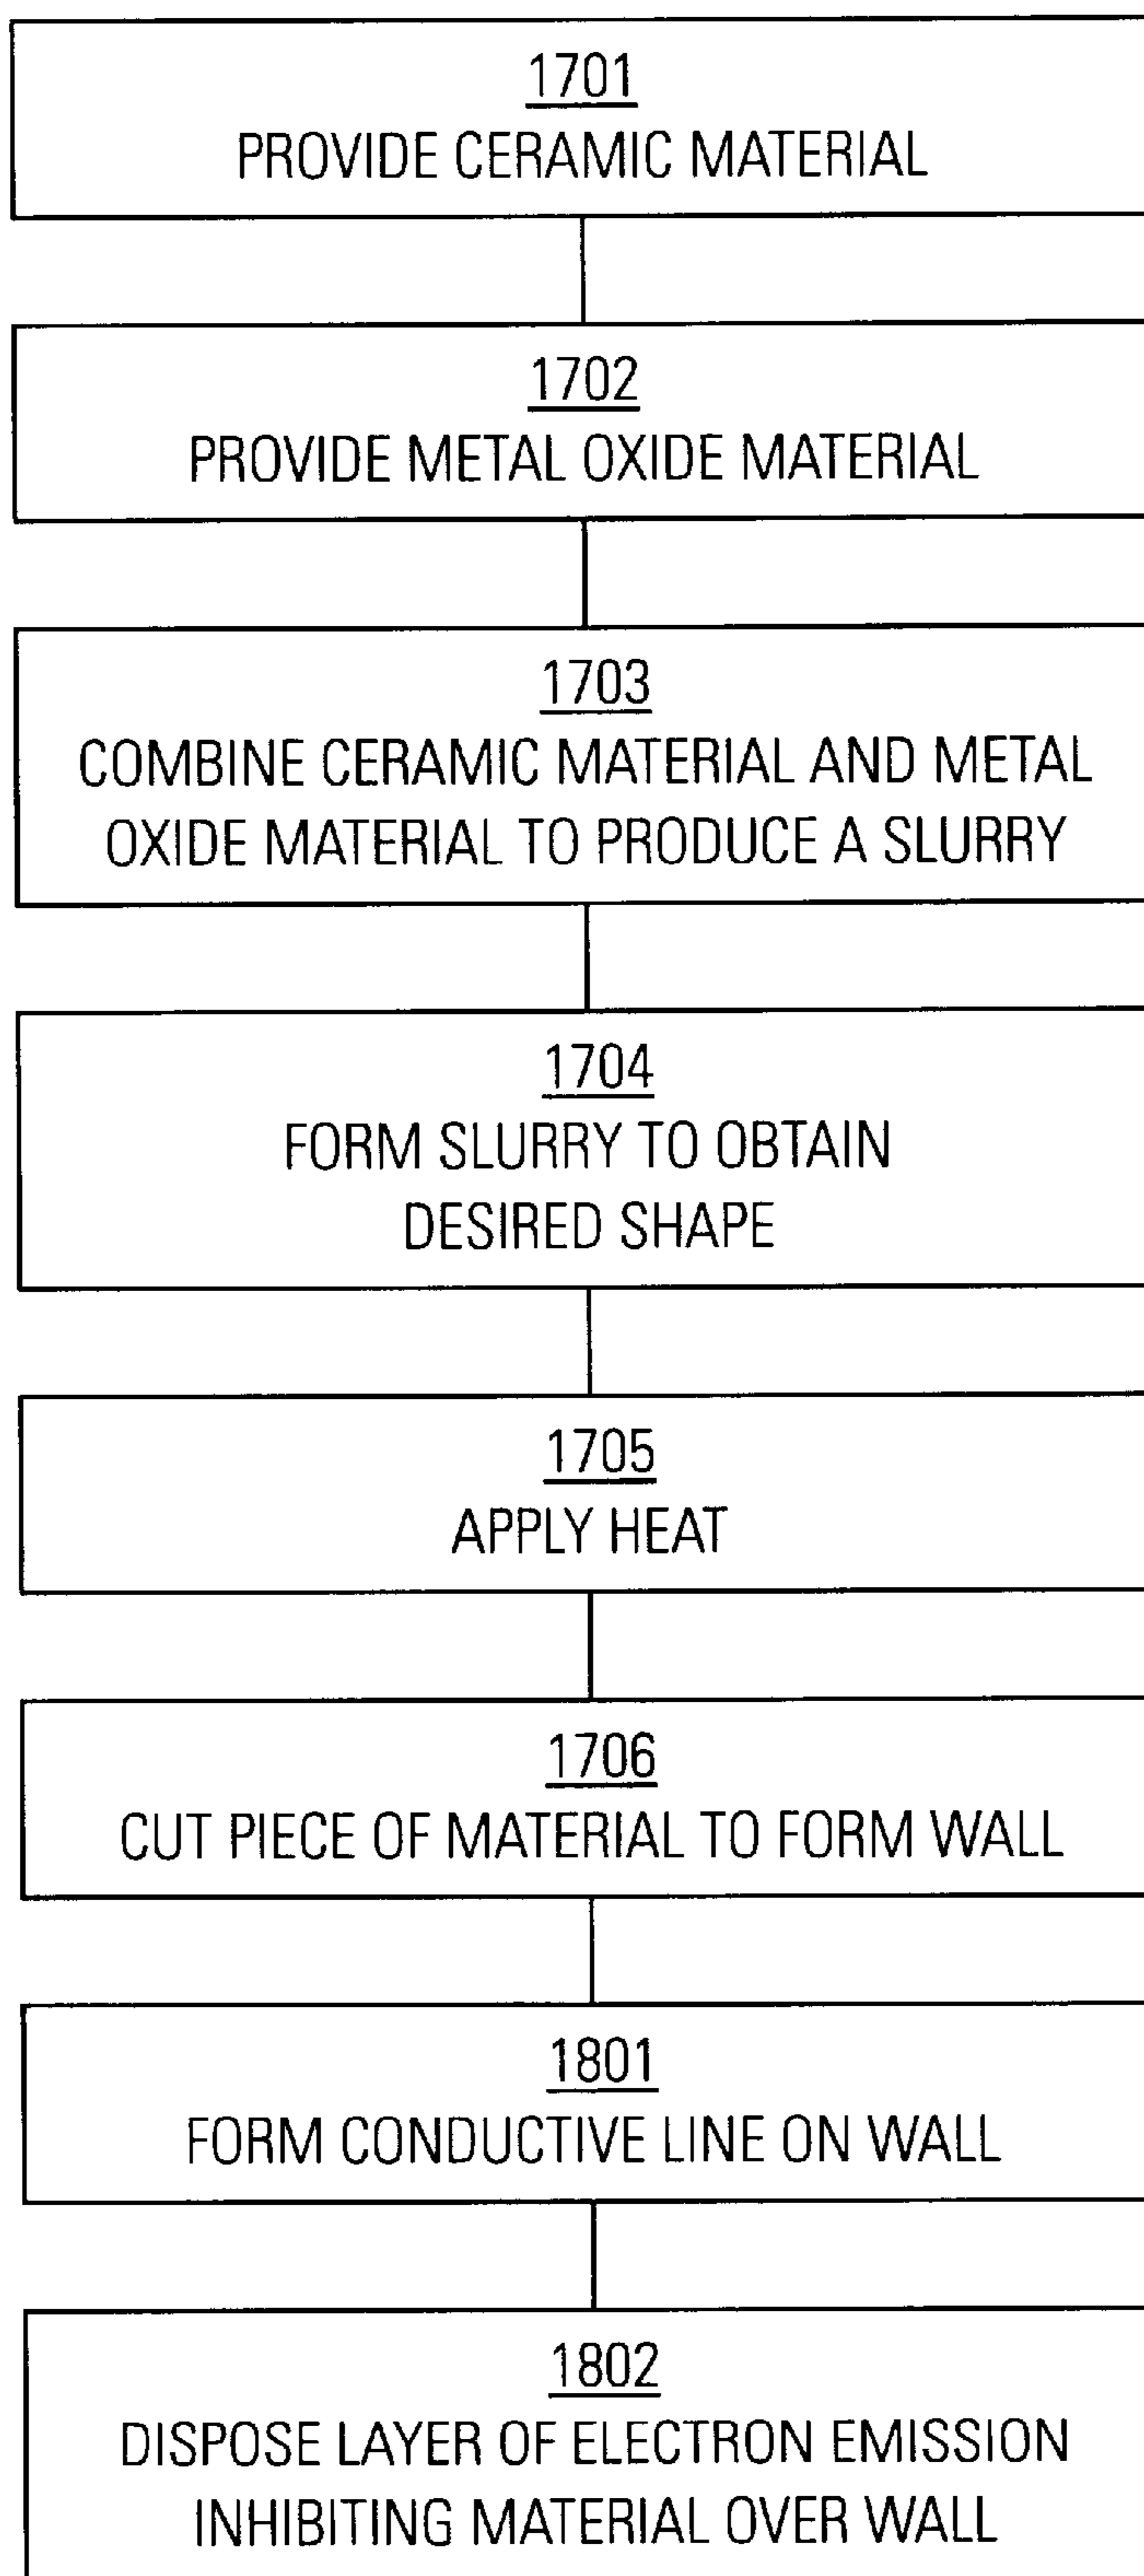 1701
PROVIDE CERAMIC MATERIAL
1702
PROVIDE METAL OXIDE MATERIAL
1703
COMBINE CERAMIC MATERIAL AND METAL
OXIDE MATERIAL TO PRODUCE A SLURRY
1704
FORM SLURRY TO OBTAIN
DESIRED SHAPE
1705
APPLY HEAT
1706
CUT PIECE OF MATERIAL TO FORM WALL
1801
FORM CONDUCTIVE LINE ON WALL
1802
DISPOSE LAYER OF ELECTRON EMISSION
INHIBITING MATERIAL OVER WALL